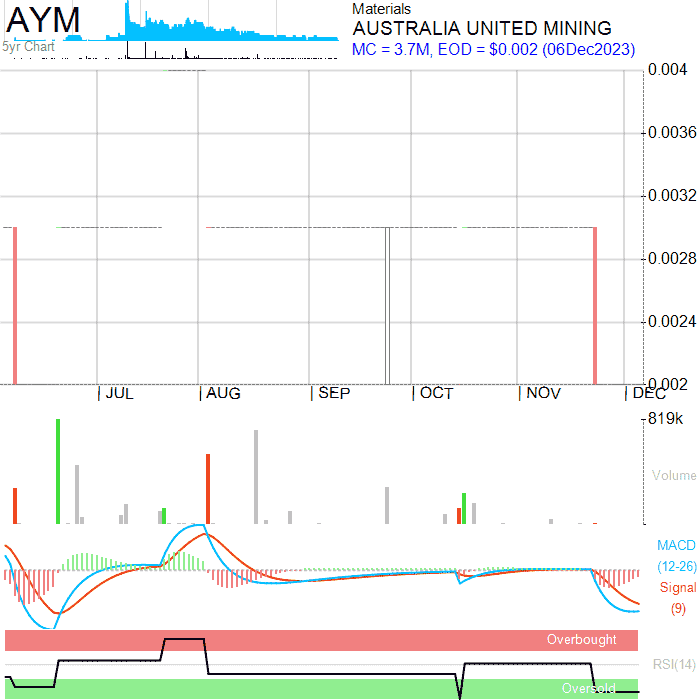 AYM
5yr Chart
Materials
AUSTRALIA UNITED MINING
MC = 3.7M, EOD = $0.002 (06Dec2023)
0.004
0.0036
0.0032
0.0028
0.0024
0.002
JUL AUG SEP OCT NOV DEC
819k
Volume
MACD
(12-26)
Signal
(9)
Overbought
RSI(14)
Oversold